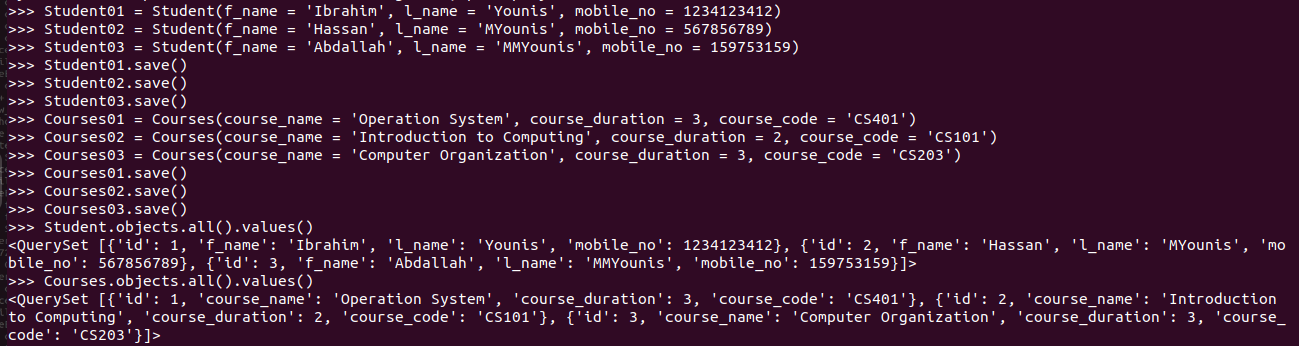 >>> Student01 = Student(f_name = 'Ibrahim', l_name = 'Younis', mobile_no = 1234123412)
>>> Student02 = Student(f_name = 'Hassan', l_name = 'MYounis', mobile_no = 567856789)
>>> Student03 = Student(f_name = 'Abdallah', l_name = 'MMYounis', mobile_no = 159753159)
>>> Student01.save()
>>> Student02.save()
>>> Student03.save()
>>> Courses01 = Courses(course_name = 'Operation System', course_duration = 3, course_code = 'CS401')
>>> Courses02 = Courses(course_name = 'Introduction to Computing', course_duration = 2, course_code = 'CS101')
>>> Courses03 = Courses(course_name = 'Computer Organization', course_duration = 3, course_code = 'CS203')
>>> Courses01.save()
>>> Courses02.save()
>>> Courses03.save()
>>> Student.objects.all().values()
<QuerySet [{'id': 1, 'f_name': 'Ibrahim', 'l_name': 'Younis', 'mobile_no': 1234123412}, {'id': 2, 'f_name': 'Hassan', 'l_name': 'MYounis', 'mo
bile_no': 567856789}, {'id': 3, 'f_name': 'Abdallah', 'l_name': 'MMYounis', 'mobile_no': 159753159}]>
>>> Courses.objects.all().values()
<QuerySet [{'id': 1, 'course_name': 'Operation System', 'course_duration': 3, 'course_code': 'CS401'}, {'id': 2, 'course_name': 'Introduction
to Computing', 'course_duration': 2, 'course_code': 'CS101'}, {'id': 3, 'course_name': 'Computer Organization', 'course_duration': 3, 'course_
code': 'CS203'}]>